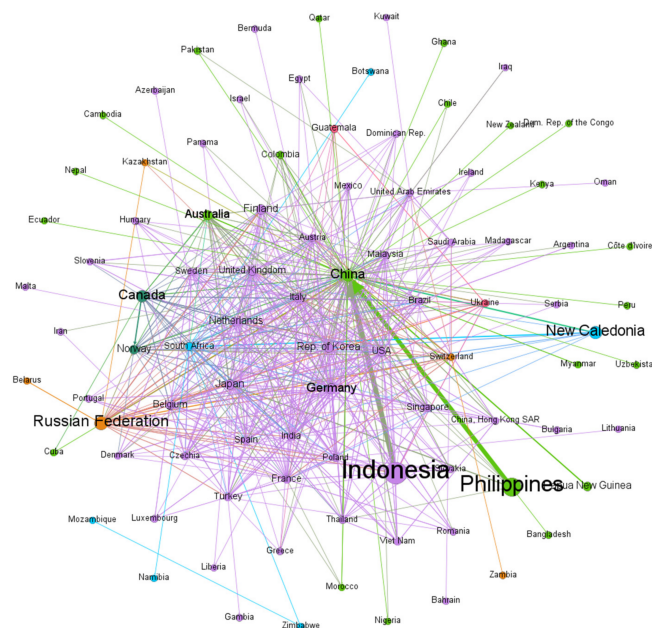 Qatar
Kuwait
Bermuda
Ghana
Pakistan
Iraq
Botswana
Egypt
Azerbaijan
Israel
Chile
Cambodia
Guatemala
New Zealand
Dem. Rep. of the Congo
Panama
Dominican Rep.
Kazakhstan
Colombia
Nepal
Ireland
Mexico
United Arab Emirates
Kenya
Oman
Ecuador
Hungary
Australia
Finland
Austria
Saudi Arabia
Madagascar
Argentina
Côte d'Ivoire
Slovenia
Sweden
United Kingdom
China
Malaysia
Malta
Canada
Italy
Brazil
Ukraine
Serbia
Peru
Netherlands
Iran
New Caledonia
Norway
South Africa
Rep. of Korea
USA
Switzerland
Myanmar
Uzbekistan
Belarus
Portugal
Japan
Germany
Belgium
Singapore
China, Hong Kong SAR
Russian Federation
Bulgaria
Lithrania
Cuba
Denmark
Czechia
Spain
India
Poland
Indonesia
Slovakia
Turkey
France
Philippines
Papua New Guinea
Mozambique
Luxembourg
Thailand
Viet Nam
Romania
Bangladesh
Greece
Namibia
Liberia
Morocco
Zambia
Bahrain
Gambia
Zimbabwe
Nigeria